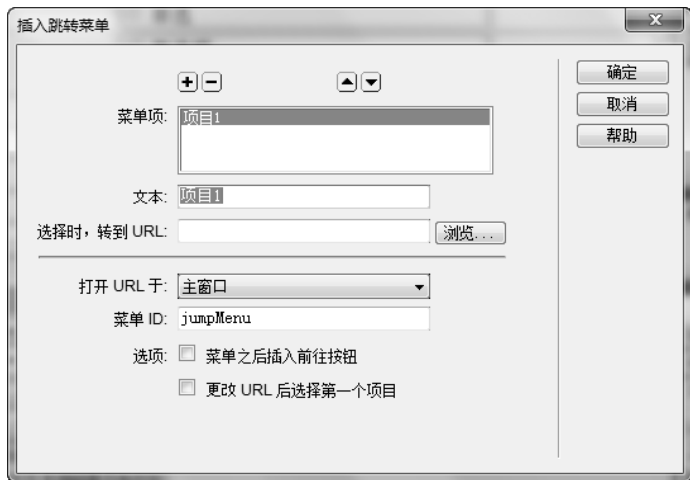 插入跳转菜单
确定
取消
帮助
菜单项: 项目1
文本: 项目1
选择时，转到 URL: 浏览...
打开 URL 于: 主窗口
菜单 ID: jumpMenu
选项: 菜单之后插入前往按钮
更改 URL 后选择第一个项目